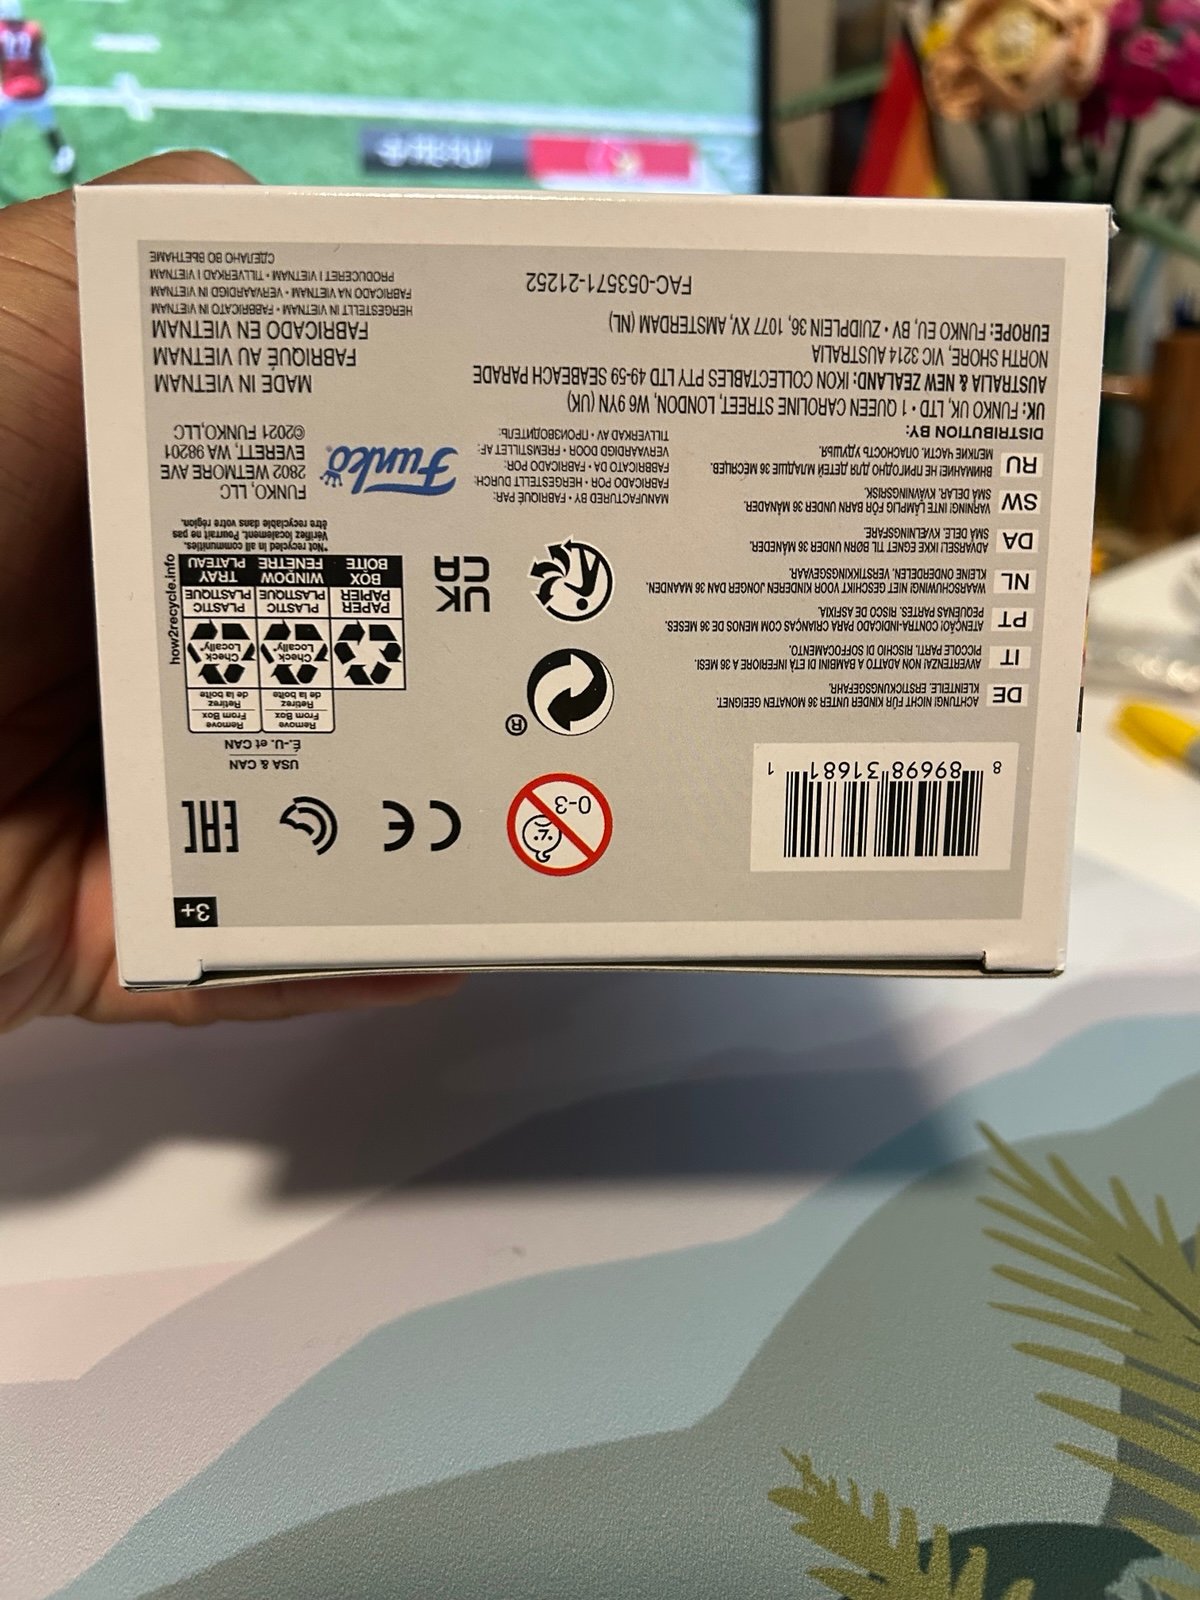 3+
8 89698 31681 1
0-3
CE
EAC
USA & CAN
É.-U. et CAN
Remove From Box
Retirez de la boîte
Remove From Box
Retirez de la boîte
Check Locally*
Check Locally*
PAPER
PAPIER
PLASTIC
PLASTIQUE
PLASTIC
PLASTIQUE
BOX
BOÎTE
WINDOW
FENÊTRE
TRAY
PLATEAU
how2recycle.info
*Not recycled in all communities.
Vérifiez localement. Pourrait ne pas
être recyclable dans votre région.
®
UK
CA
DE ACHTUNG! NICHT FÜR KINDER UNTER 36 MONATEN GEEIGNET.
KLEINTEILE. ERSTICKUNGSGEFAHR.
IT AVVERTENZA! NON ADATTO A BAMBINI DI ETÀ INFERIORE A 36 MESI.
PICCOLE PARTI. RISCHIO DI SOFFOCAMENTO.
PT ATENÇÃO! CONTRA-INDICADO PARA CRIANÇAS COM MENOS DE 36 MESES.
PEQUENAS PARTES. RISCO DE ASFIXIA.
NL WAARSCHUWING! NIET GESCHIKT VOOR KINDEREN JONGER DAN 36 MAANDEN
KLEINE ONDERDELEN. VERSTIKKINGSGEVAAR.
DA ADVARSEL! IKKE EGNET TIL BØRN UNDER 36 MÅNEDER.
SMÅ DELE. KVÆLNINGSFARE.
SW VARNING! INTE LÄMPLIG FÖR BARN UNDER 36 MÅNADER.
SMÅ DELAR. KVÄVNINGSRISK.
RU ВНИМАНИЕ НЕ ПРИГОДНО ДЛЯ ДЕТЕЙ МЛАДШЕ 36 МЕСЯЦЕВ.
МЕЛКИЕ ЧАСТИ. ОПАСНОСТЬ УДУШЬЯ.
MANUFACTURED BY • FABRIQUÉ PAR:
FABRICADO POR • HERGESTELLT DURCH:
FABBRICATO DA • FABRICADO POR:
VERVAARDIGD DOOR • FREMSTILLET AF:
TILLVERKAD AV • ПРОИЗВОДИТЕЛЬ:
Funko®
FUNKO, LLC
2802 WETMORE AVE
EVERETT, WA 98201
©2021 FUNKO,LLC
DISTRIBUTION BY:
UK: FUNKO UK, LTD • 1 QUEEN CAROLINE STREET, LONDON, W6 9YN (UK)
AUSTRALIA & NEW ZEALAND: IKON COLLECTABLES PTY LTD 49-59 SEABEACH PARADE
NORTH SHORE, VIC 3214 AUSTRALIA
EUROPE: FUNKO EU, BV • ZUIDPLEIN 36, 1077 XV, AMSTERDAM (NL)
FAC-053571-21252
MADE IN VIETNAM
FABRIQUÉ AU VIETNAM
FABRICADO EN VIETNAM
HERGESTELLT IN VIETNAM • FABBRICATO IN VIETNAM
FABRICADO NA VIETNAM • VERVAARDIGD IN VIETNAM
PRODUCERET I VIETNAM • TILLVERKAD I VIETNAM
СДЕЛАНО ВО ВЬЕТНАМЕ